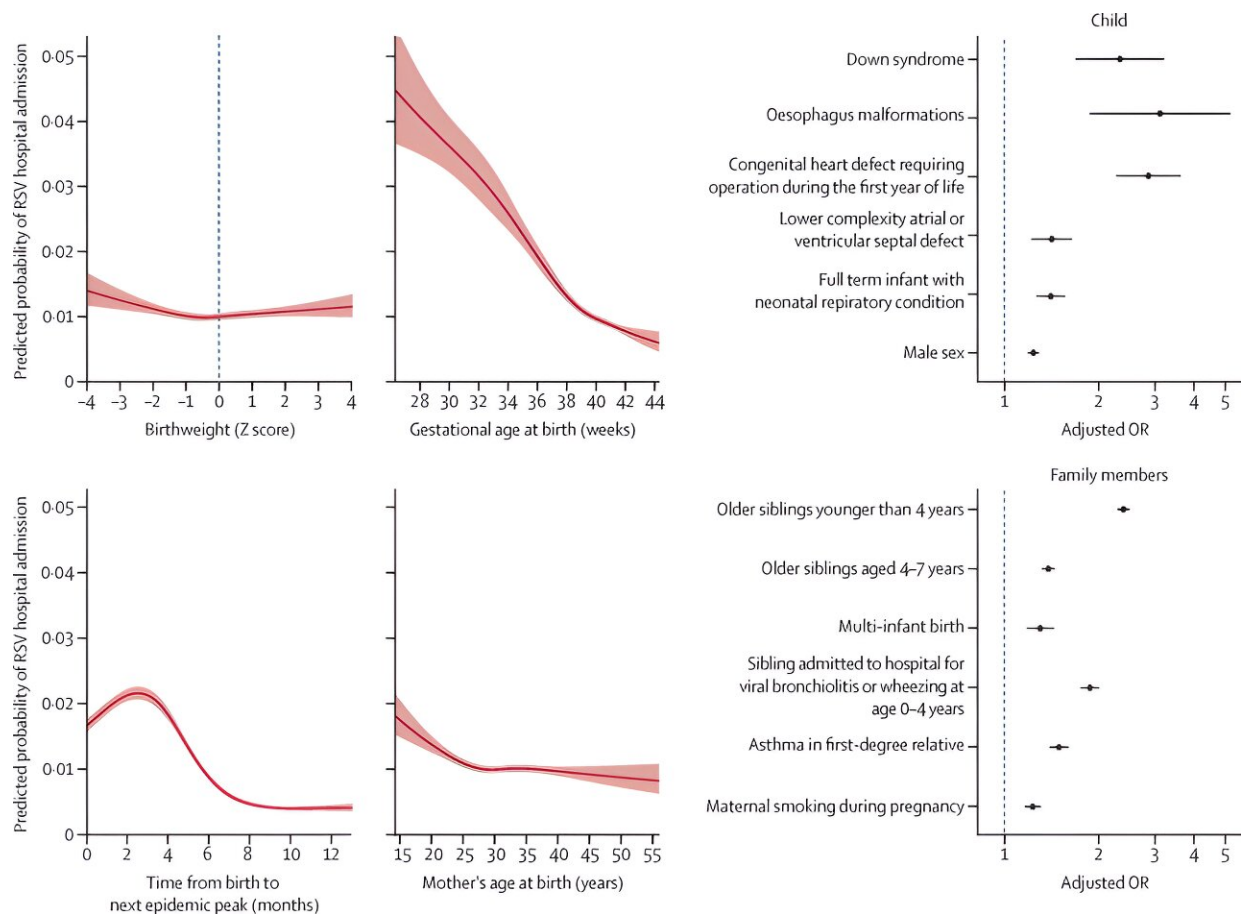 Predicted probability of RSV hospital admission
0·05
0·04
0·03
0·02
0·01
0
–4 –3 –2 –1 0 1 2 3 4
Birthweight (Z score)
28 30 32 34 36 38 40 42 44
Gestational age at birth (weeks)
Child
Down syndrome
Oesophagus malformations
Congenital heart defect requiring
operation during the first year of life
Lower complexity atrial or
ventricular septal defect
Full term infant with
neonatal repiratory condition
Male sex
1 2 3 4 5
Adjusted OR
Predicted probability of RSV hospital admission
0·05
0·04
0·03
0·02
0·01
0
0 2 4 6 8 10 12
Time from birth to
next epidemic peak (months)
15 20 25 30 35 40 45 50 55
Mother's age at birth (years)
Family members
Older siblings younger than 4 years
Older siblings aged 4–7 years
Multi-infant birth
Sibling admitted to hospital for
viral bronchiolitis or wheezing at
age 0–4 years
Asthma in first-degree relative
Maternal smoking during pregnancy
1 2 3 4 5
Adjusted OR